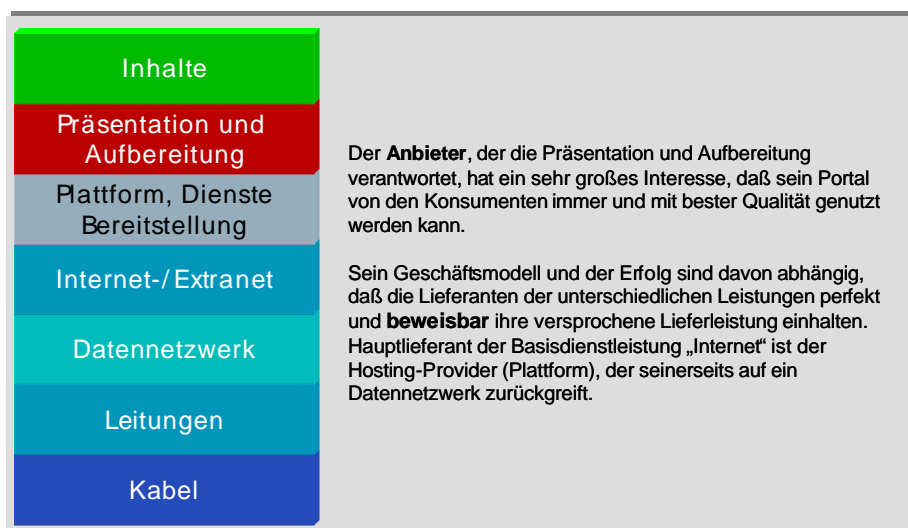 Inhalte
Präsentation und
Aufbereitung
Plattform, Dienste
Bereitstellung
Internet-/Extranet
Datennetzwerk
Leitungen
Kabel
Der Anbieter, der die Präsentation und Aufbereitung
verantwortet, hat ein sehr großes Interesse, daß sein Portal
von den Konsumenten immer und mit bester Qualität genutzt
werden kann.
Sein Geschäftsmodell und der Erfolg sind davon abhängig,
daß die Lieferanten der unterschiedlichen Leistungen perfekt
und beweisbar ihre versprochene Lieferleistung einhalten.
Hauptlieferant der Basisdienstleistung „Internet“ ist der
Hosting-Provider (Plattform), der seinerseits auf ein
Datennetzwerk zurückgreift.